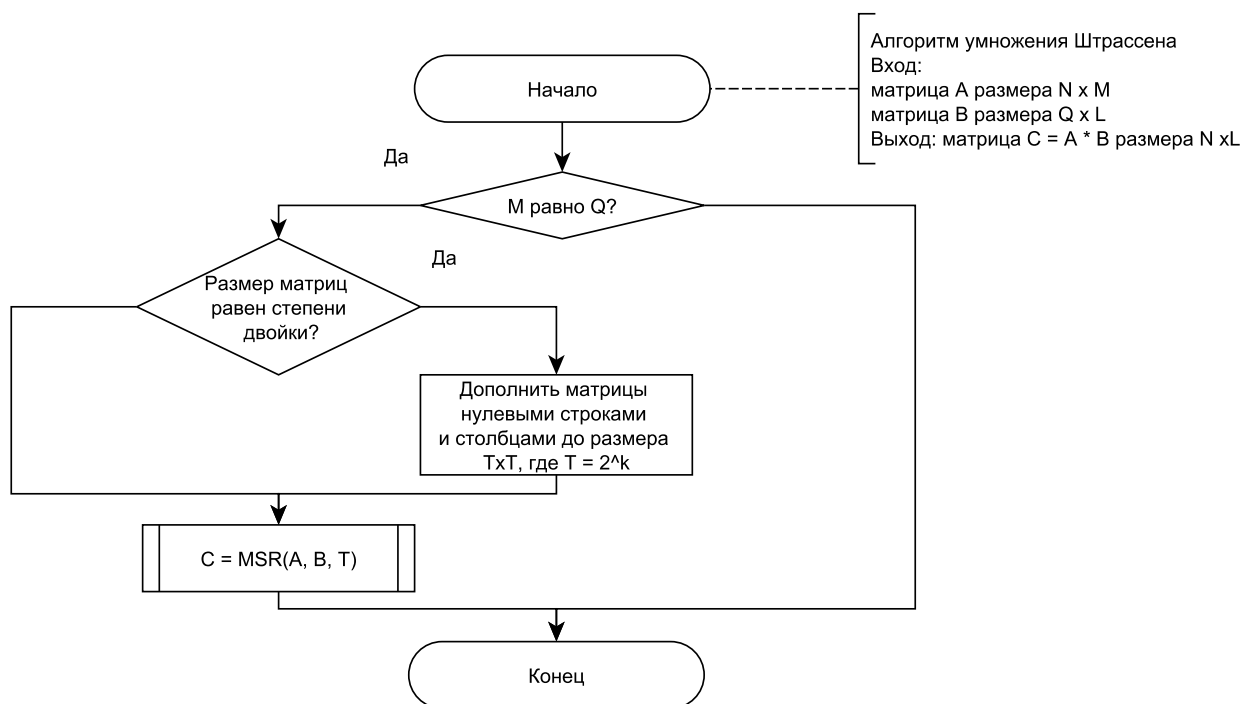 Алгоритм умножения Штрассена
Вход:
матрица A размера N x M
матрица B размера Q x L
Выход: матрица C = A * B размера N xL
Начало
Да
M равно Q?
Да
Размер матриц
равен степени
двойки?
Дополнить матрицы
нулевыми строками
и столбцами до размера
TxT, где T = 2^k
C = MSR(A, B, T)
Конец